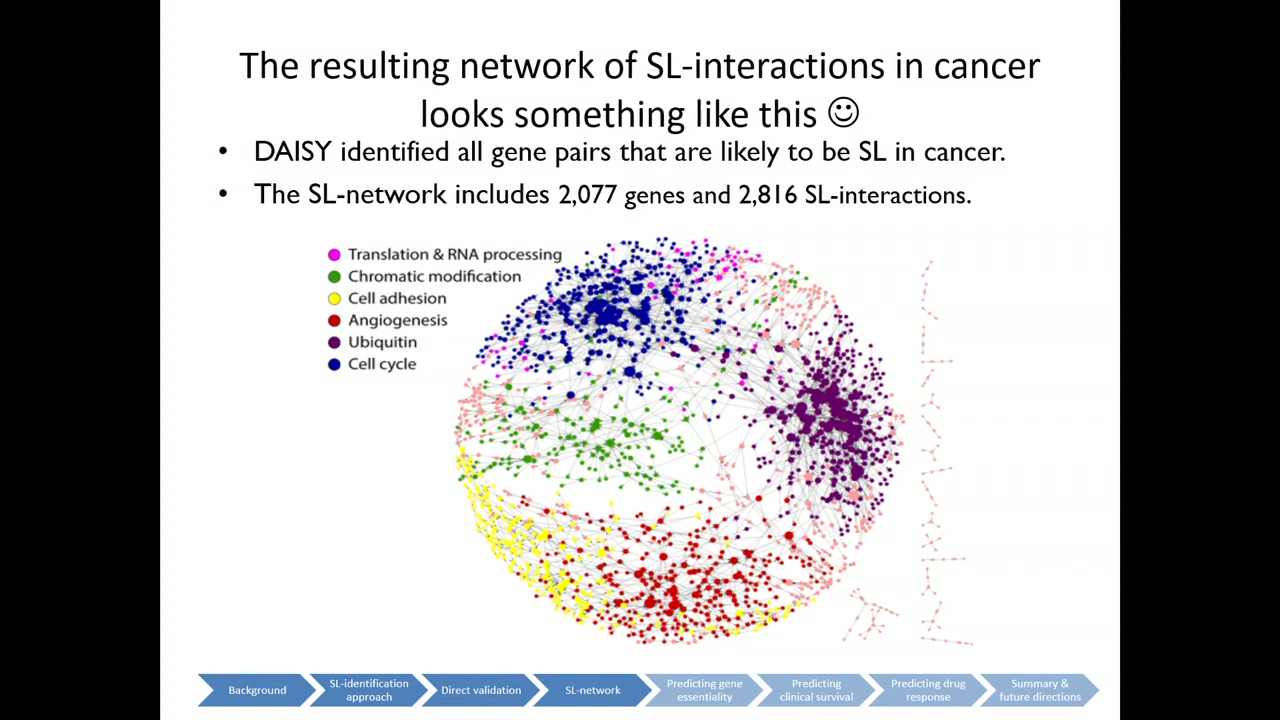 The resulting network of SL-interactions in cancer
looks something like this ☺
• DAISY identified all gene pairs that are likely to be SL in cancer.
• The SL-network includes 2,077 genes and 2,816 SL-interactions.
Translation & RNA processing
Chromatic modification
Cell adhesion
Angiogenesis
Ubiquitin
Cell cycle
Background
SL-identification
approach
Direct validation
SL-network
Predicting gene
essentiality
Predicting
clinical survival
Predicting drug
response
Summary &
future directions